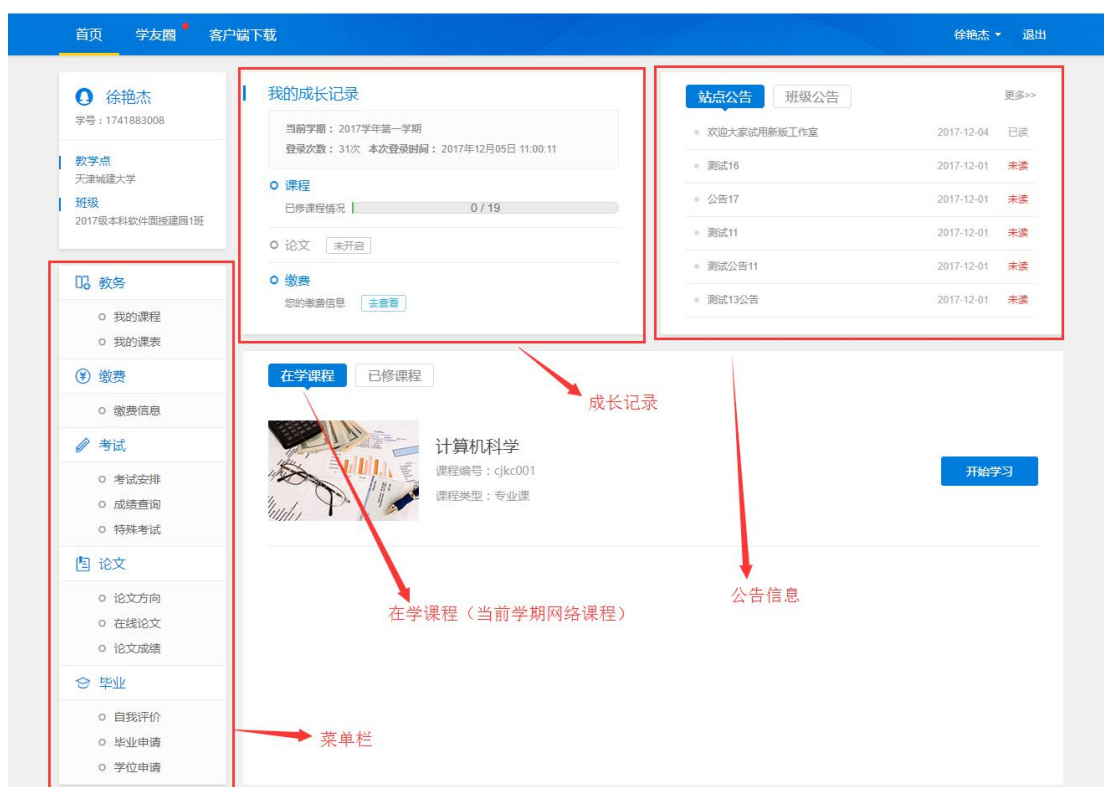 首页 学友圈 客户端下载 徐艳杰 退出
徐艳杰
学号：1741883008
教学点
天津城建大学
班级
2017级本科软件面授建园1班
教务
我的课程
我的课表
缴费
缴费信息
考试
考试安排
成绩查询
特殊考试
论文
论文方向
在线论文
论文成绩
毕业
自我评价
毕业申请
学位申请
我的成长记录
当前学期：2017学年第一学期
登录次数：31次 本次登录时间：2017年12月05日 11:00:11
课程
已修课程情况 0 / 19
论文 未开启
缴费
您的缴费信息 去查看
站点公告 班级公告 更多>>
欢迎大家试用新版工作室 2017-12-04 已读
测试16 2017-12-01 未读
公告17 2017-12-01 未读
测试11 2017-12-01 未读
测试公告11 2017-12-01 未读
测试13公告 2017-12-01 未读
在学课程 已修课程
成长记录
计算机科学
课程编号：cjkc001
课程类型：专业课
开始学习
在学课程（当前学期网络课程）
公告信息
菜单栏